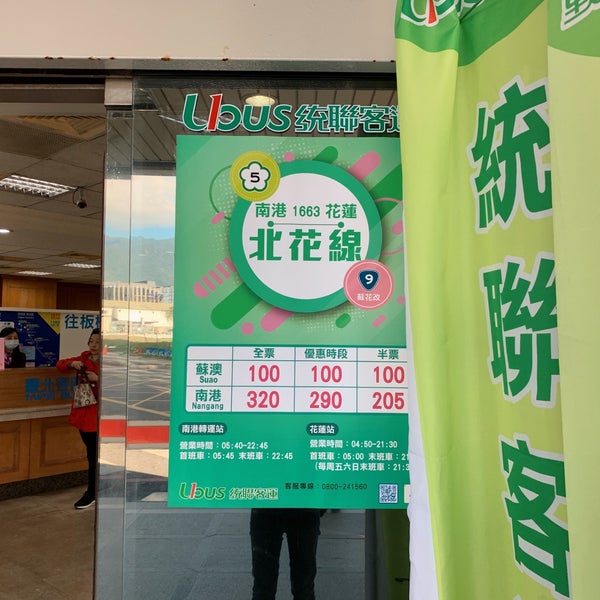 Ubus 統聯客運
5
南港 1663 花蓮
北花線
9
蘇花改
全票 優惠時段 半票
蘇澳 100 100 100
Suao
南港 320 290 205
Nangang
南港轉運站
營業時間：05:40-22:45
首班車：05:45 末班車：22:45
花蓮站
營業時間：04:50-21:30
首班車：05:00 末班車：21
(每周五六日末班車：21:3
Ubus 統聯客運
客服專線：0800-241560
Ubus
統聯客
往板